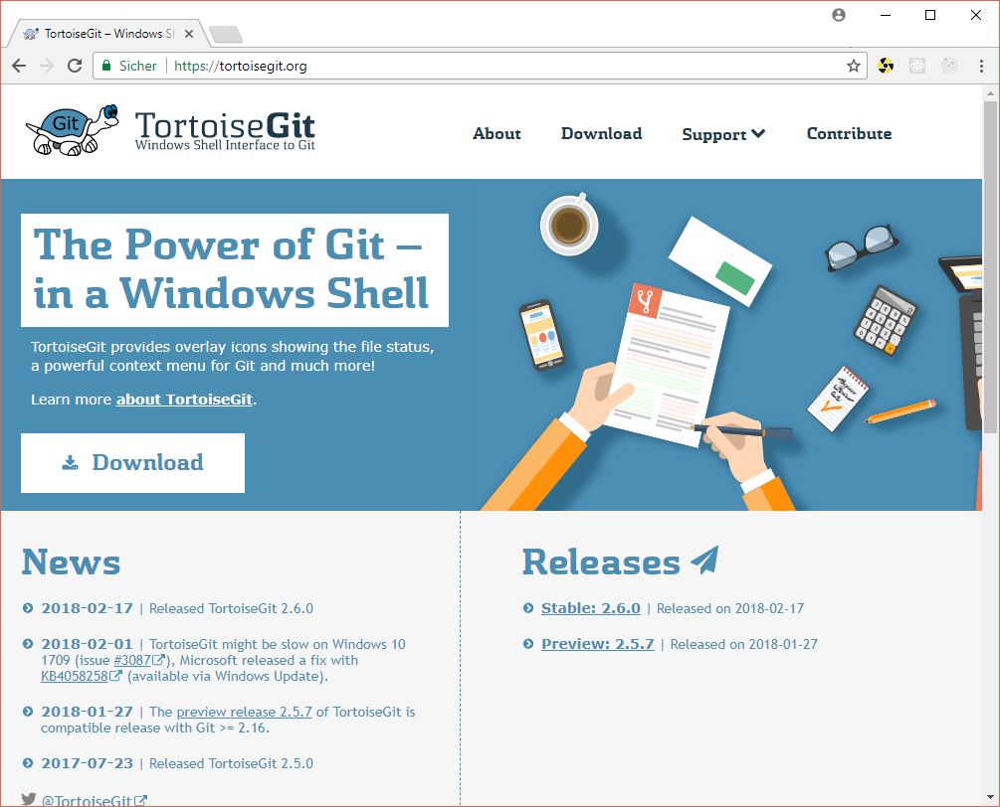 TortoiseGit – Windows Sh
Sicher https://tortoisegit.org
Git
TortoiseGit
Windows Shell Interface to Git
About Download Support Contribute
The Power of Git –
in a Windows Shell
TortoiseGit provides overlay icons showing the file status,
a powerful context menu for Git and much more!
Learn more about TortoiseGit.
Download
News
2018-02-17 | Released TortoiseGit 2.6.0
2018-02-01 | TortoiseGit might be slow on Windows 10
1709 (issue #3087), Microsoft released a fix with
KB4058258 (available via Windows Update).
2018-01-27 | The preview release 2.5.7 of TortoiseGit is
compatible release with Git >= 2.16.
2017-07-23 | Released TortoiseGit 2.5.0
@TortoiseGit
Releases
Stable: 2.6.0 | Released on 2018-02-17
Preview: 2.5.7 | Released on 2018-01-27